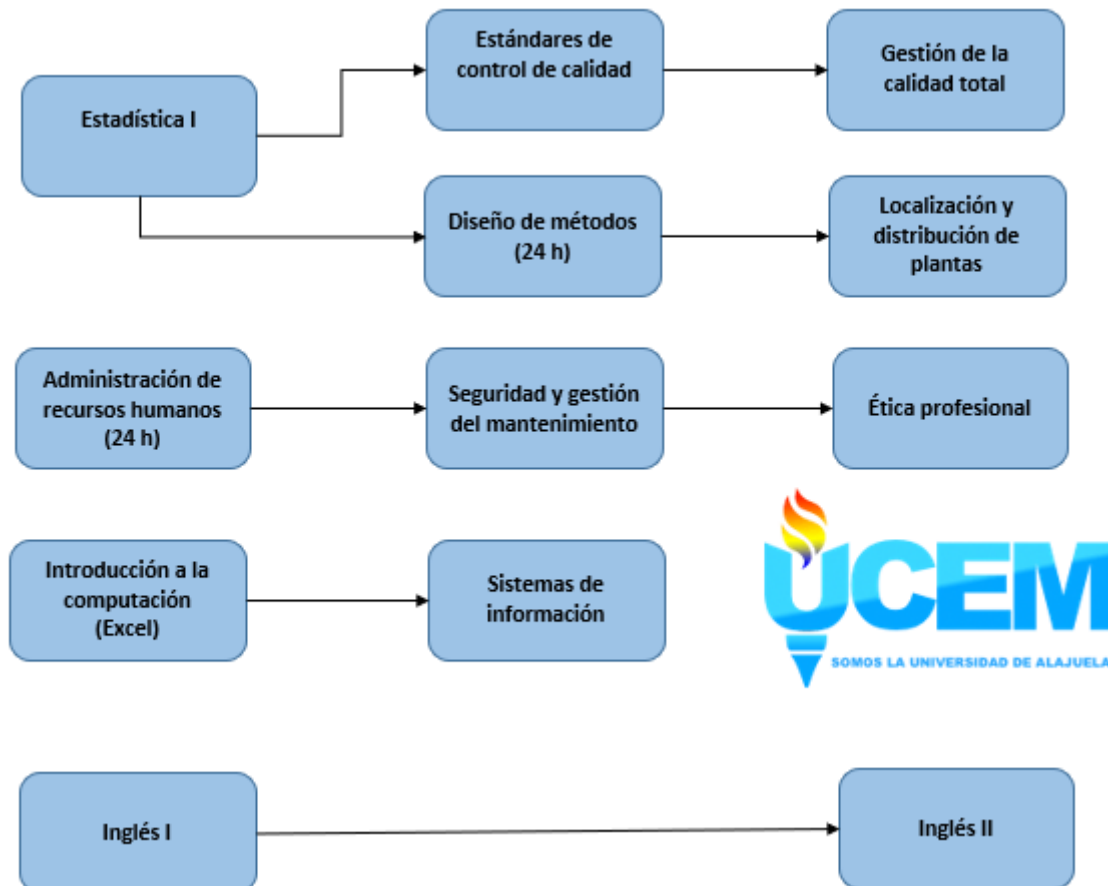 Estándares de
control de calidad
Gestión de la
calidad total
Estadística I
Diseño de métodos
(24 h)
Localización y
distribución de
plantas
Administración de
recursos humanos
(24 h)
Seguridad y gestión
del mantenimiento
Ética profesional
Introducción a la
computación
(Excel)
Sistemas de
información
UCEM
SOMOS LA UNIVERSIDAD DE ALAJUELA
Inglés I
Inglés II